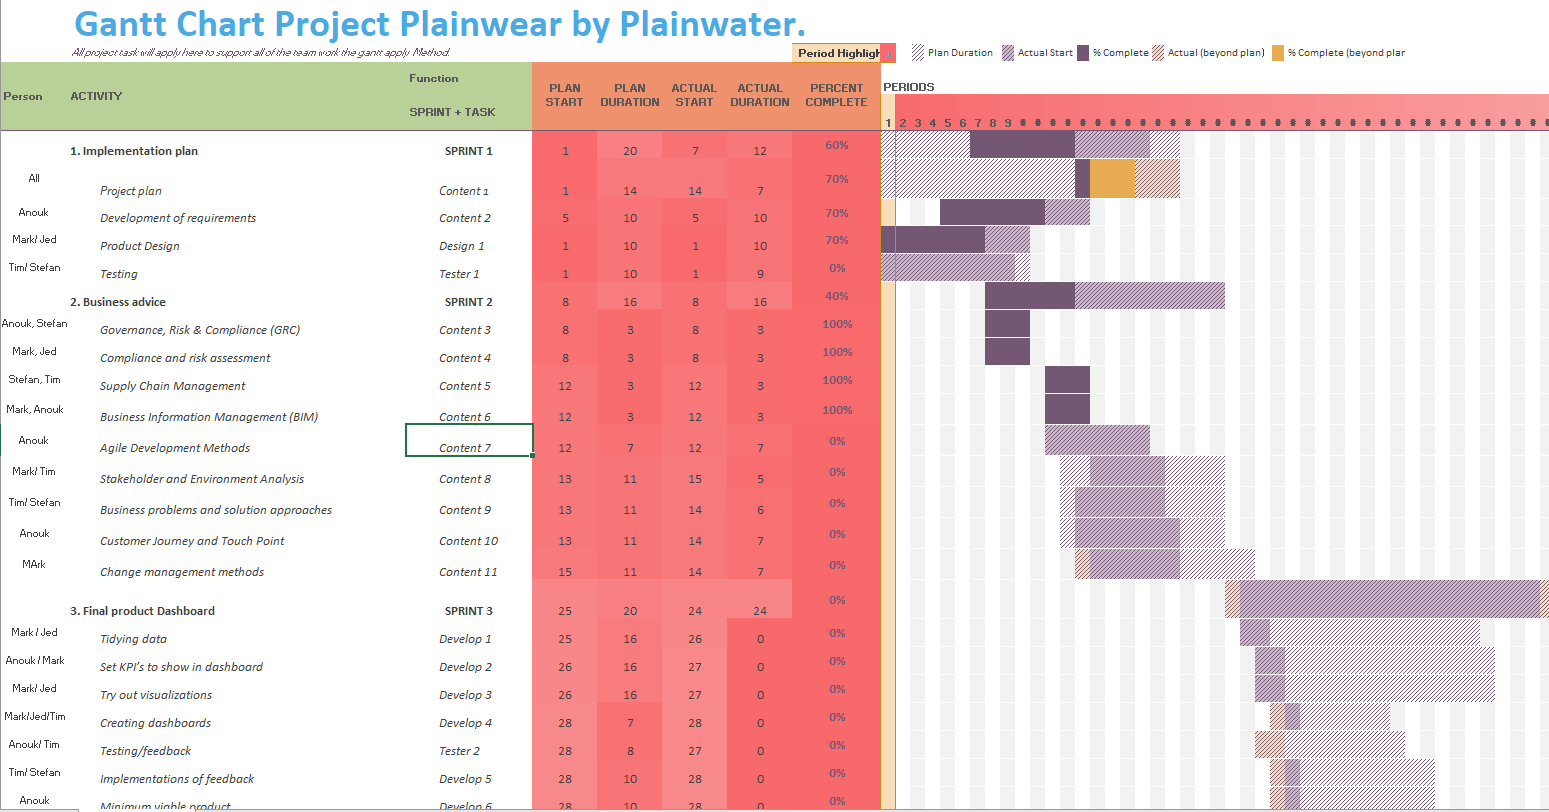 Gantt Chart Project Plainwear by Plainwater.
All project task will apply here to support all of the team work the gantt apply Method.
Period Highligh 1 Plan Duration Actual Start % Complete Actual (beyond plan) % Complete (beyond plar
Person ACTIVITY Function SPRINT + TASK PLAN START PLAN DURATION ACTUAL START ACTUAL DURATION PERCENT COMPLETE PERIODS
1 2 3 4 5 6 7 8 9 # # # # # # # # # # # # # # # # # # # # # # # # # # # # # # # # # # # #
1. Implementation plan SPRINT 1 1 20 7 12 60%
All Project plan Content 1 1 14 14 7 70%
Anouk Development of requirements Content 2 5 10 5 10 70%
Mark/ Jed Product Design Design 1 1 10 1 10 70%
Tim/ Stefan Testing Tester 1 1 10 1 9 0%
2. Business advice SPRINT 2 8 16 8 16 40%
Anouk, Stefan Governance, Risk & Compliance (GRC) Content 3 8 3 8 3 100%
Mark, Jed Compliance and risk assessment Content 4 8 3 8 3 100%
Stefan, Tim Supply Chain Management Content 5 12 3 12 3 100%
Mark, Anouk Business Information Management (BIM) Content 6 12 3 12 3 100%
Anouk Agile Development Methods Content 7 12 7 12 7 0%
Mark/ Tim Stakeholder and Environment Analysis Content 8 13 11 15 5 0%
Tim/ Stefan Business problems and solution approaches Content 9 13 11 14 6 0%
Anouk Customer Journey and Touch Point Content 10 13 11 14 7 0%
MArk Change management methods Content 11 15 11 14 7 0%
3. Final product Dashboard SPRINT 3 25 20 24 24 0%
Mark / Jed Tidying data Develop 1 25 16 26 0 0%
Anouk / Mark Set KPI's to show in dashboard Develop 2 26 16 27 0 0%
Mark/ Jed Try out visualizations Develop 3 26 16 27 0 0%
Mark/Jed/Tim Creating dashboards Develop 4 28 7 28 0 0%
Anouk/ Tim Testing/feedback Tester 2 28 8 27 0 0%
Tim/ Stefan Implementations of feedback Develop 5 28 10 28 0 0%
Anouk Minimum viable product Develop 6 28 10 28 0 0%